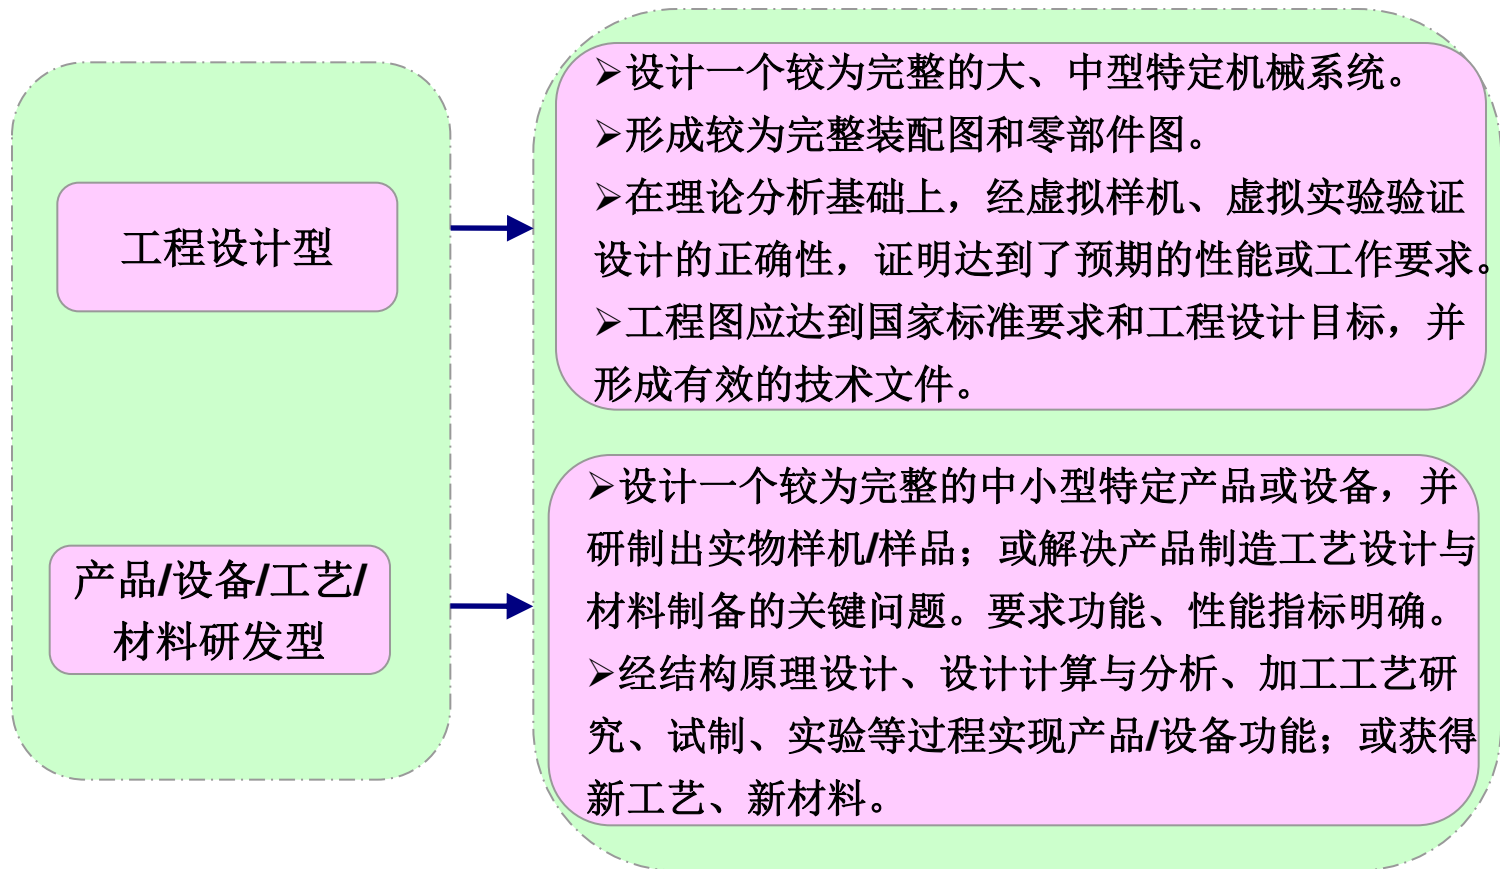 工程设计型
➢设计一个较为完整的大、中型特定机械系统。
➢形成较为完整装配图和零部件图。
➢在理论分析基础上，经虚拟样机、虚拟实验验证
设计的正确性，证明达到了预期的性能或工作要求。
➢工程图应达到国家标准要求和工程设计目标，并
形成有效的技术文件。
产品/设备/工艺/
材料研发型
➢设计一个较为完整的中小型特定产品或设备，并
研制出实物样机/样品；或解决产品制造工艺设计与
材料制备的关键问题。要求功能、性能指标明确。
➢经结构原理设计、设计计算与分析、加工工艺研
究、试制、实验等过程实现产品/设备功能；或获得
新工艺、新材料。